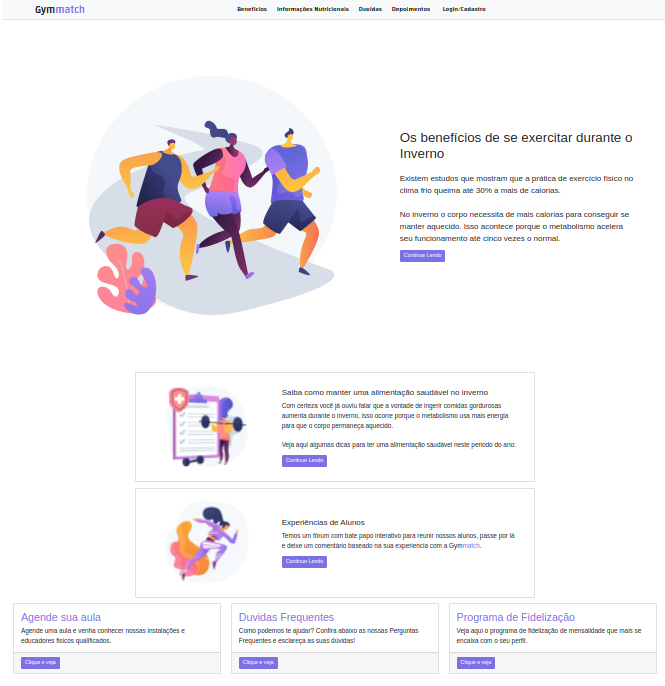 Gymmatch
Benefícios Informações Nutricionais Duvidas Depoimentos Login/Cadastro
Os benefícios de se exercitar durante o
Inverno
Existem estudos que mostram que a prática de exercício físico no
clima frio queima até 30% a mais de calorias.
No inverno o corpo necessita de mais calorias para conseguir se
manter aquecido. Isso acontece porque o metabolismo acelera
seu funcionamento até cinco vezes o normal.
Continue Lendo
Saiba como manter uma alimentação saudável no inverno
Com certeza você já ouviu falar que a vontade de ingerir comidas gordurosas
aumenta durante o inverno, isso ocorre porque o metabolismo usa mais energia
para que o corpo permaneça aquecido.
Veja aqui algumas dicas para ter uma alimentação saudável neste periodo do ano:
Continue Lendo
Experiências de Alunos
Temos um fórum com bate papo interativo para reunir nossos alunos, passe por lá
e deixe um comentário baseado na sua experiencia com a Gymmatch.
Continue Lendo
Agende sua aula
Agende uma aula e venha conhecer nossas instalações e
educadores físicos qualificados.
Clique e veja
Duvidas Frequentes
Como podemos te ajudar? Confira abaixo as nossas Perguntas
Frequentes e esclareça as suas dúvidas!
Clique e veja
Programa de Fidelização
Veja aqui o programa de fidelização de mensalidade que mais se
encaixa com o seu perfil.
Clique e veja